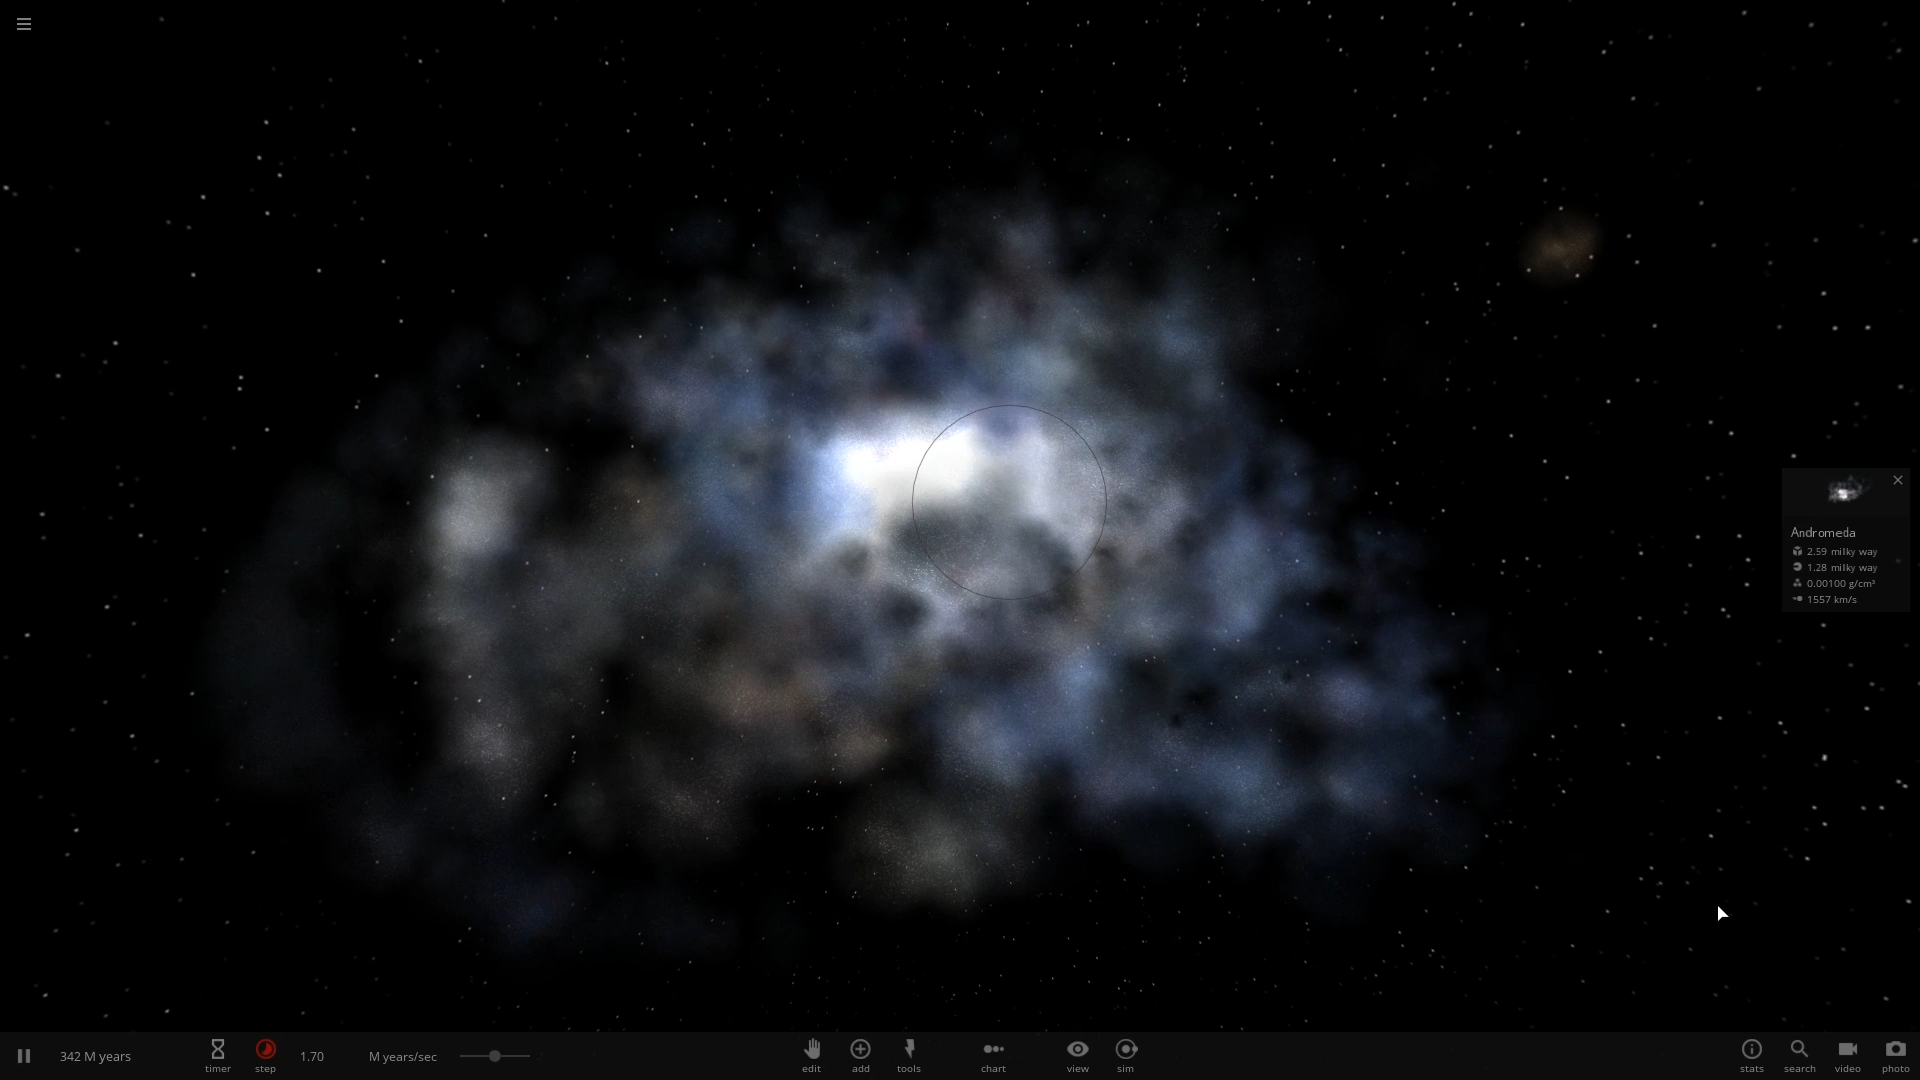 Andromeda
2.59 milky way
1.28 milky way
0.00100 g/cm³
1557 km/s
342 M years
timer
step
1.70
M years/sec
edit
add
tools
chart
view
sim
stats
search
video
photo